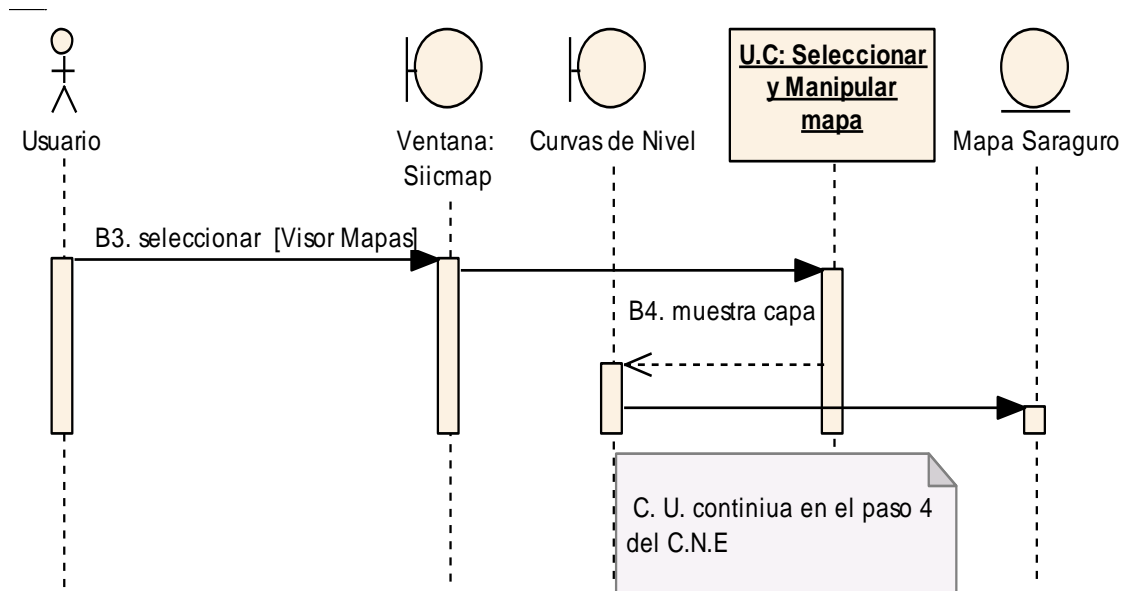 U.C: Seleccionar
y Manipular
mapa
Usuario
Ventana:
Siicmap
Curvas de Nivel
Mapa Saraguro
B3. seleccionar [Visor Mapas]
B4. muestra capa
C. U. continiua en el paso 4
del C.N.E